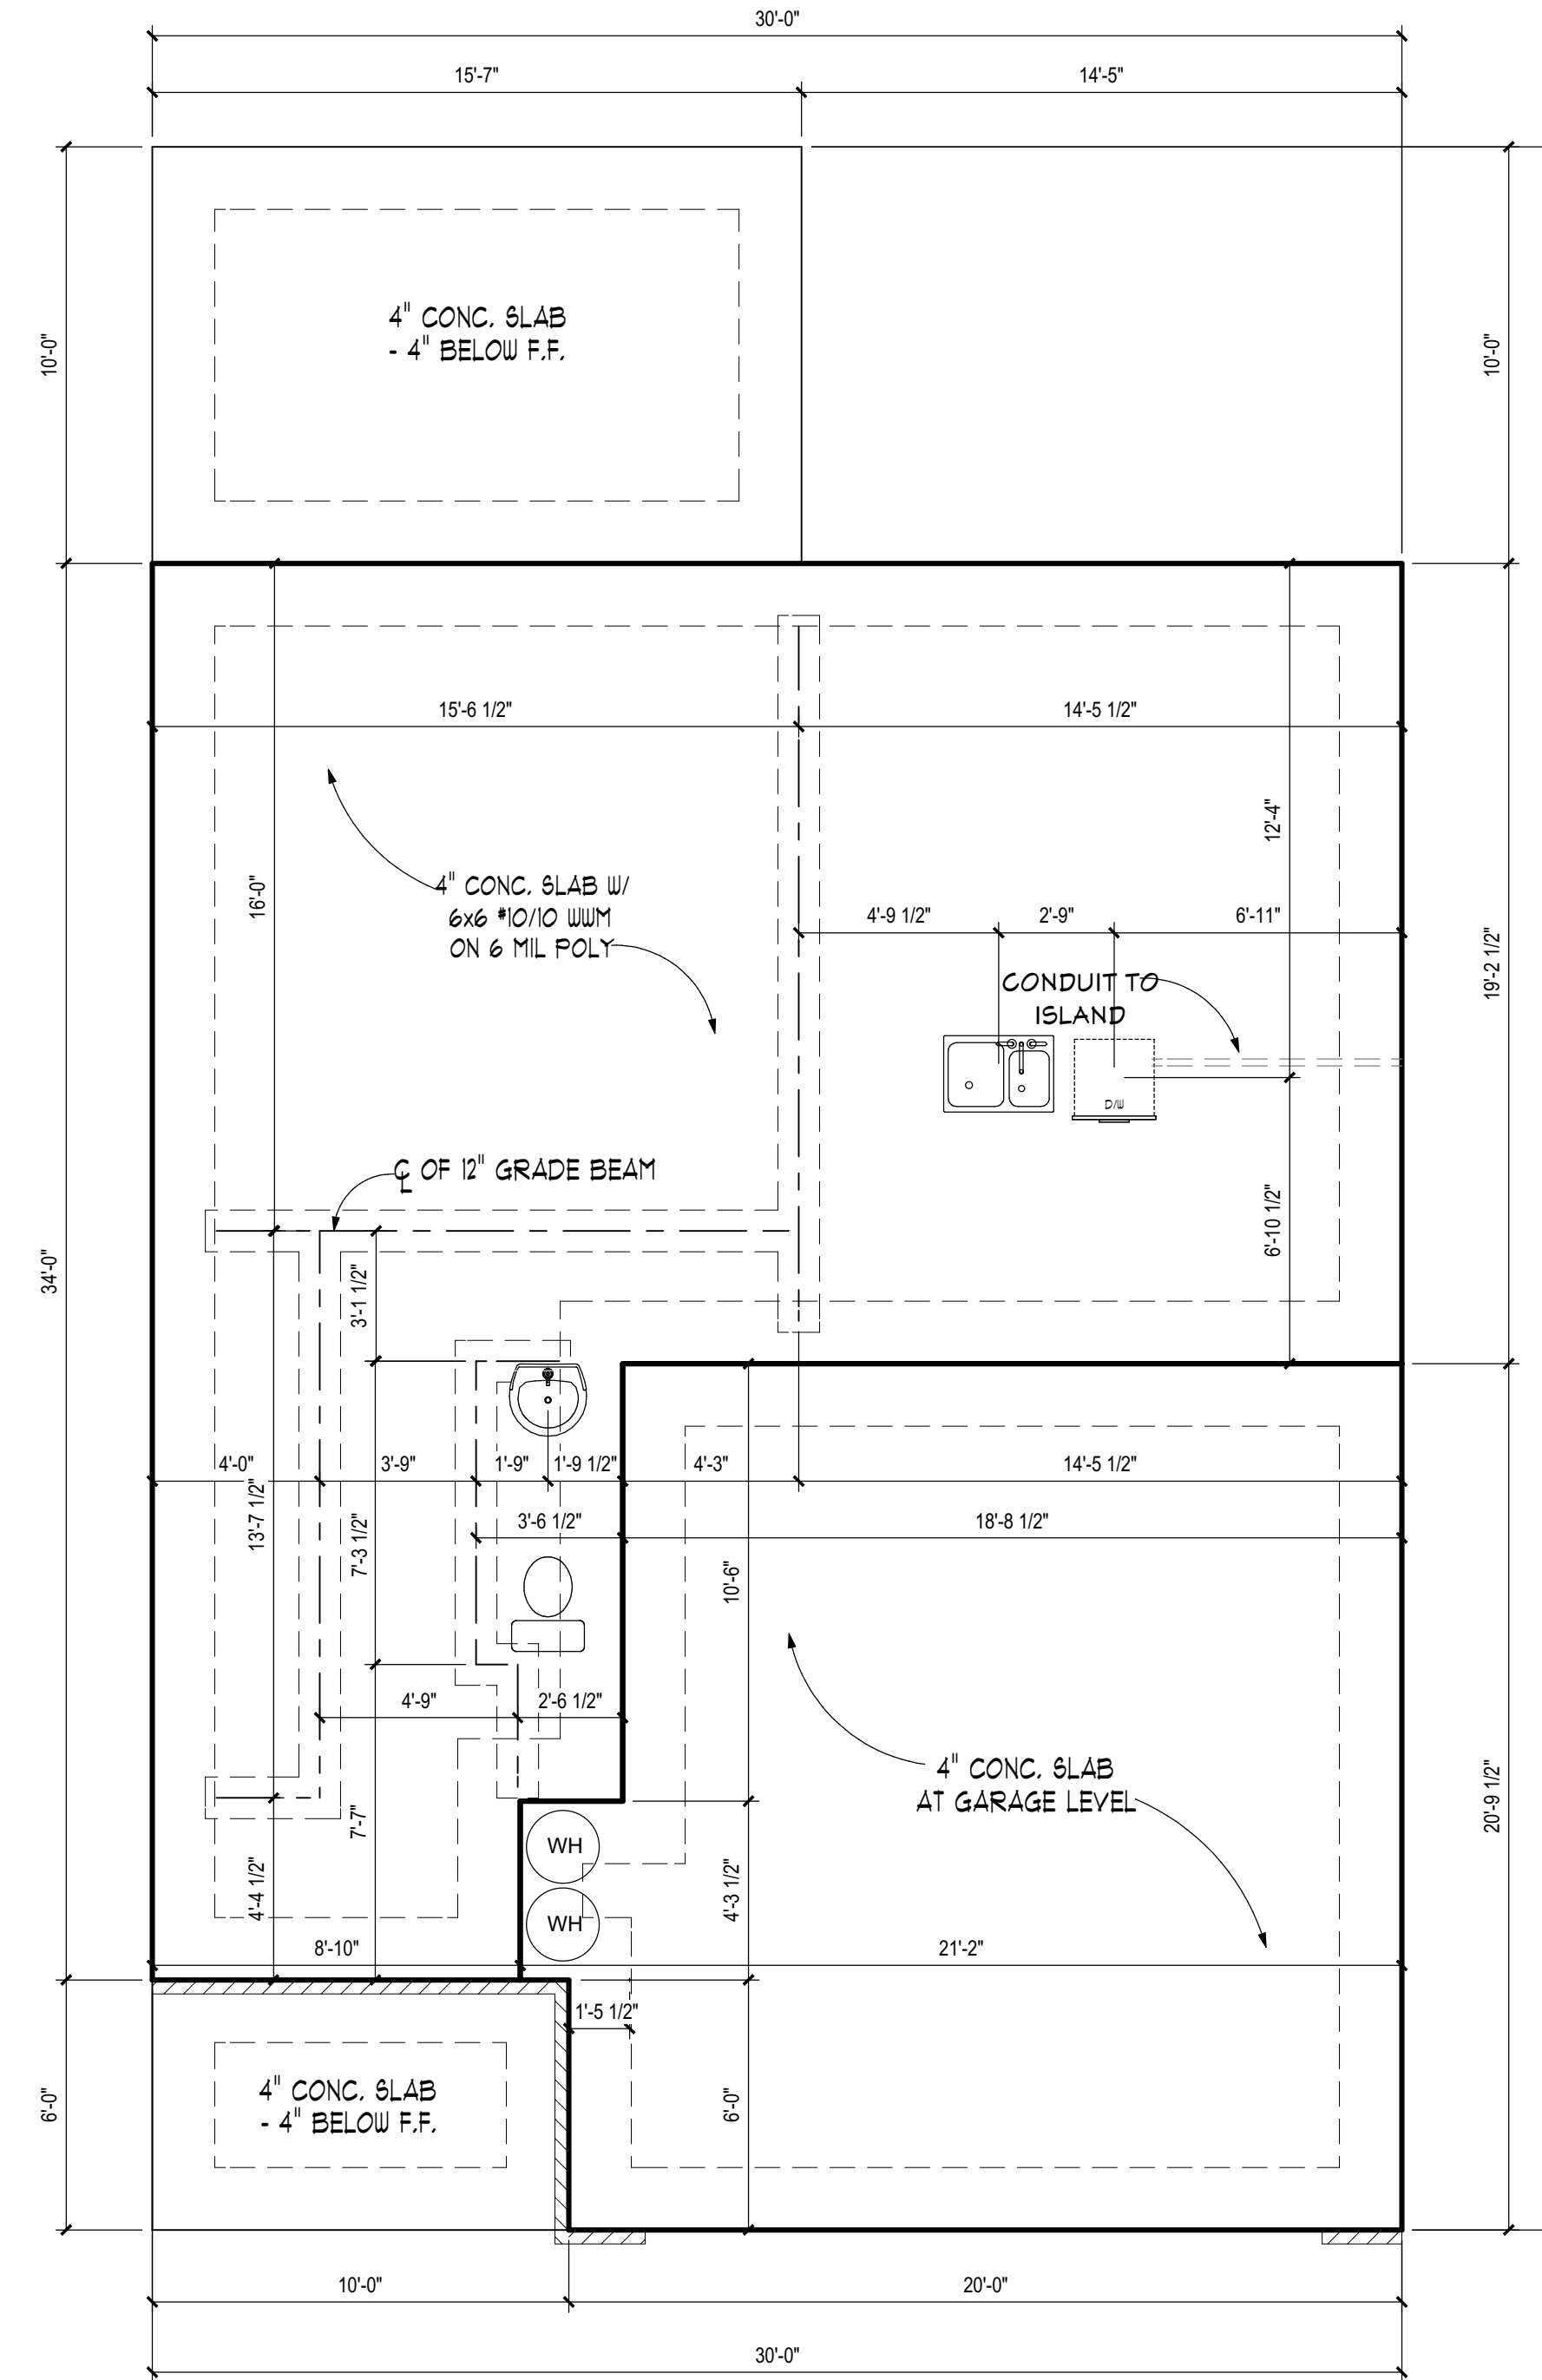 30'-0"
15'-7"
14'-5"
10'-0"
10'-0"
4" CONC. SLAB
- 4" BELOW F.F.
15'-6 1/2"
14'-5 1/2"
12'-4"
16'-0"
4" CONC. SLAB W/
6x6 #10/10 WWM
ON 6 MIL POLY
4'-9 1/2"
2'-9"
6'-11"
19'-2 1/2"
CONDUIT TO
ISLAND
D/W
℄ OF 12" GRADE BEAM
6'-10 1/2"
34'-0"
3'-1 1/2"
4'-0"
3'-9"
1'-9"
1'-9 1/2"
4'-3"
14'-5 1/2"
13'-7 1/2"
7'-3 1/2"
3'-6 1/2"
18'-8 1/2"
10'-6"
4'-9"
2'-6 1/2"
4" CONC. SLAB
AT GARAGE LEVEL
20'-9 1/2"
7'-7"
WH
4'-4 1/2"
4'-3 1/2"
WH
8'-10"
21'-2"
1'-5 1/2"
6'-0"
4" CONC. SLAB
- 4" BELOW F.F.
6'-0"
10'-0"
20'-0"
30'-0"